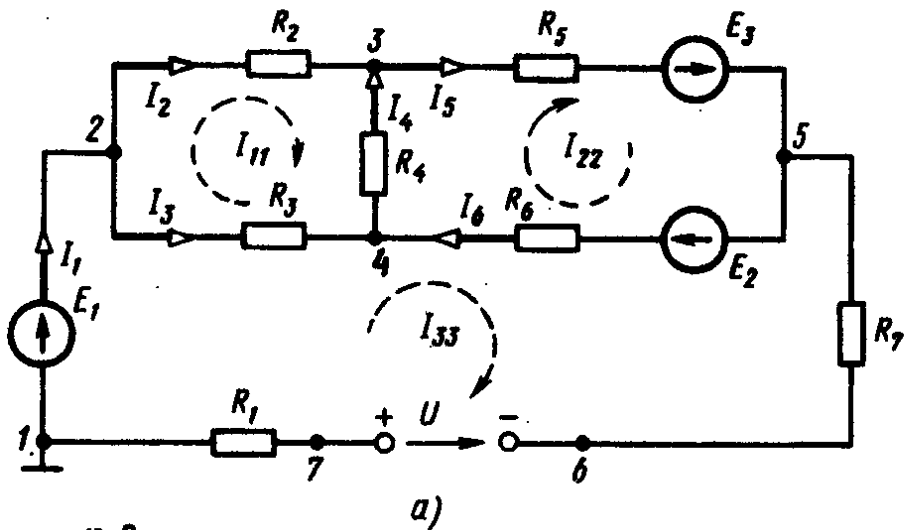 R₂ 3 R₅ E₃
I₂ I₄ I₅
2 I₁₁ R₄ I₂₂ 5
I₃ R₃ I₆ R₆
4
I₁ E₁ E₂
I₃₃ R₇
R₁ + U −
1 7 6
а)